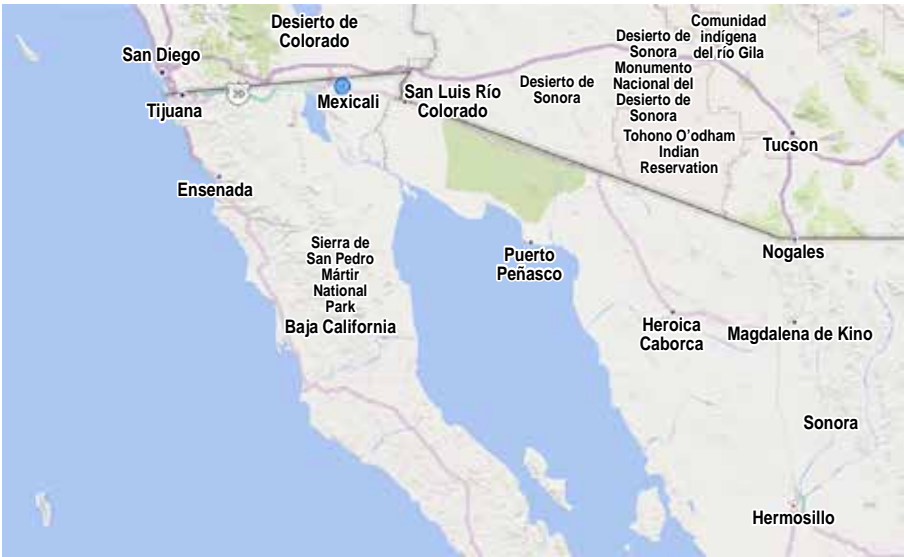 Comunidad
indígena
del río Gila
Desierto de
Colorado
Desierto de
Sonora
San Diego
Monumento
Nacional del
Desierto de
Sonora
Desierto de
Sonora
20
Mexicali
San Luis Río
Colorado
Tijuana
Tohono O’odham
Indian
Reservation
Tucson
Ensenada
Sierra de
San Pedro
Mártir
National
Park
Puerto
Peñasco
Nogales
Baja California
Heroica
Caborca
Magdalena de Kino
Sonora
Hermosillo